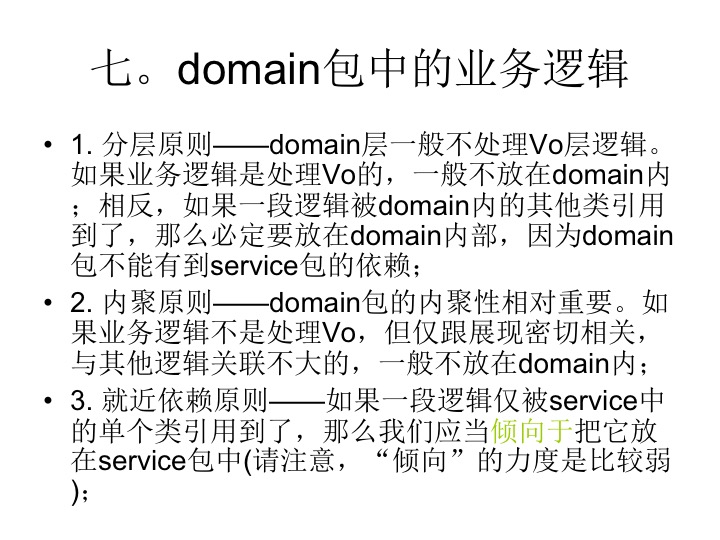 七。domain包中的业务逻辑
• 1. 分层原则——domain层一般不处理Vo层逻辑。
如果业务逻辑是处理Vo的，一般不放在domain内
；相反，如果一段逻辑被domain内的其他类引用
到了，那么必定要放在domain内部，因为domain
包不能有到service包的依赖；
• 2. 内聚原则——domain包的内聚性相对重要。如
果业务逻辑不是处理Vo，但仅跟展现密切相关，
与其他逻辑关联不大的，一般不放在domain内；
• 3. 就近依赖原则——如果一段逻辑仅被service中
的单个类引用到了，那么我们应当倾向于把它放
在service包中(请注意，“倾向”的力度是比较弱
)；